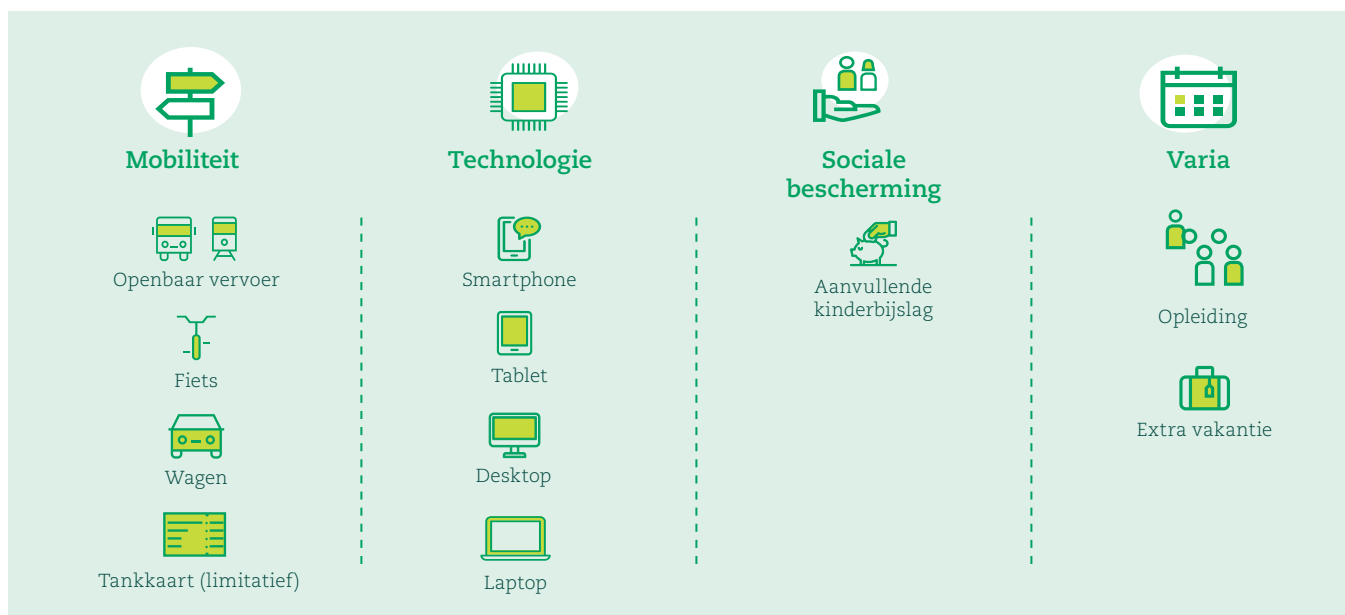 Mobiliteit
Openbaar vervoer
Fiets
Wagen
Tankkaart (limitatief)
Technologie
Smartphone
Tablet
Desktop
Laptop
Sociale
bescherming
Aanvullende
kinderbijslag
Varia
Opleiding
Extra vakantie